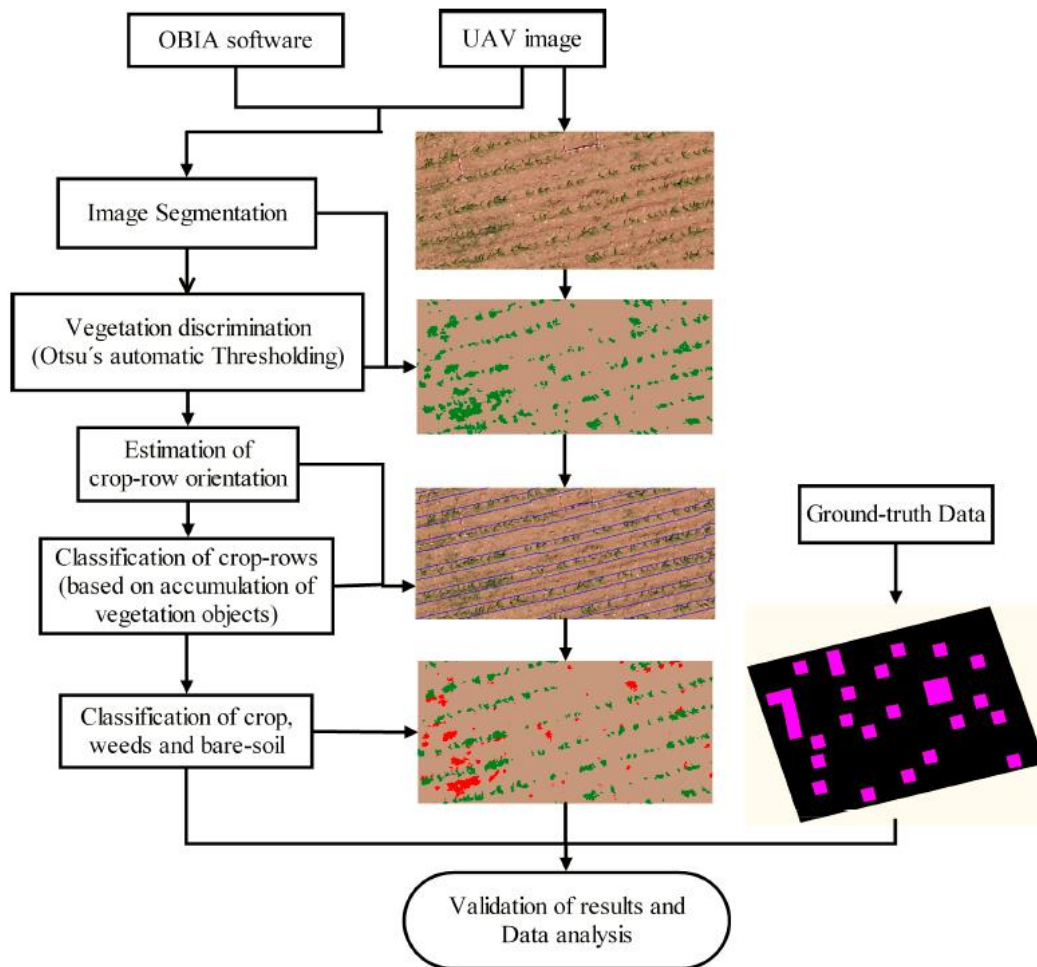 OBIA software
UAV image
Image Segmentation
Vegetation discrimination
(Otsu´s automatic Thresholding)
Estimation of
crop-row orientation
Classification of crop-rows
(based on accumulation of
vegetation objects)
Classification of crop,
weeds and bare-soil
Ground-truth Data
Validation of results and
Data analysis